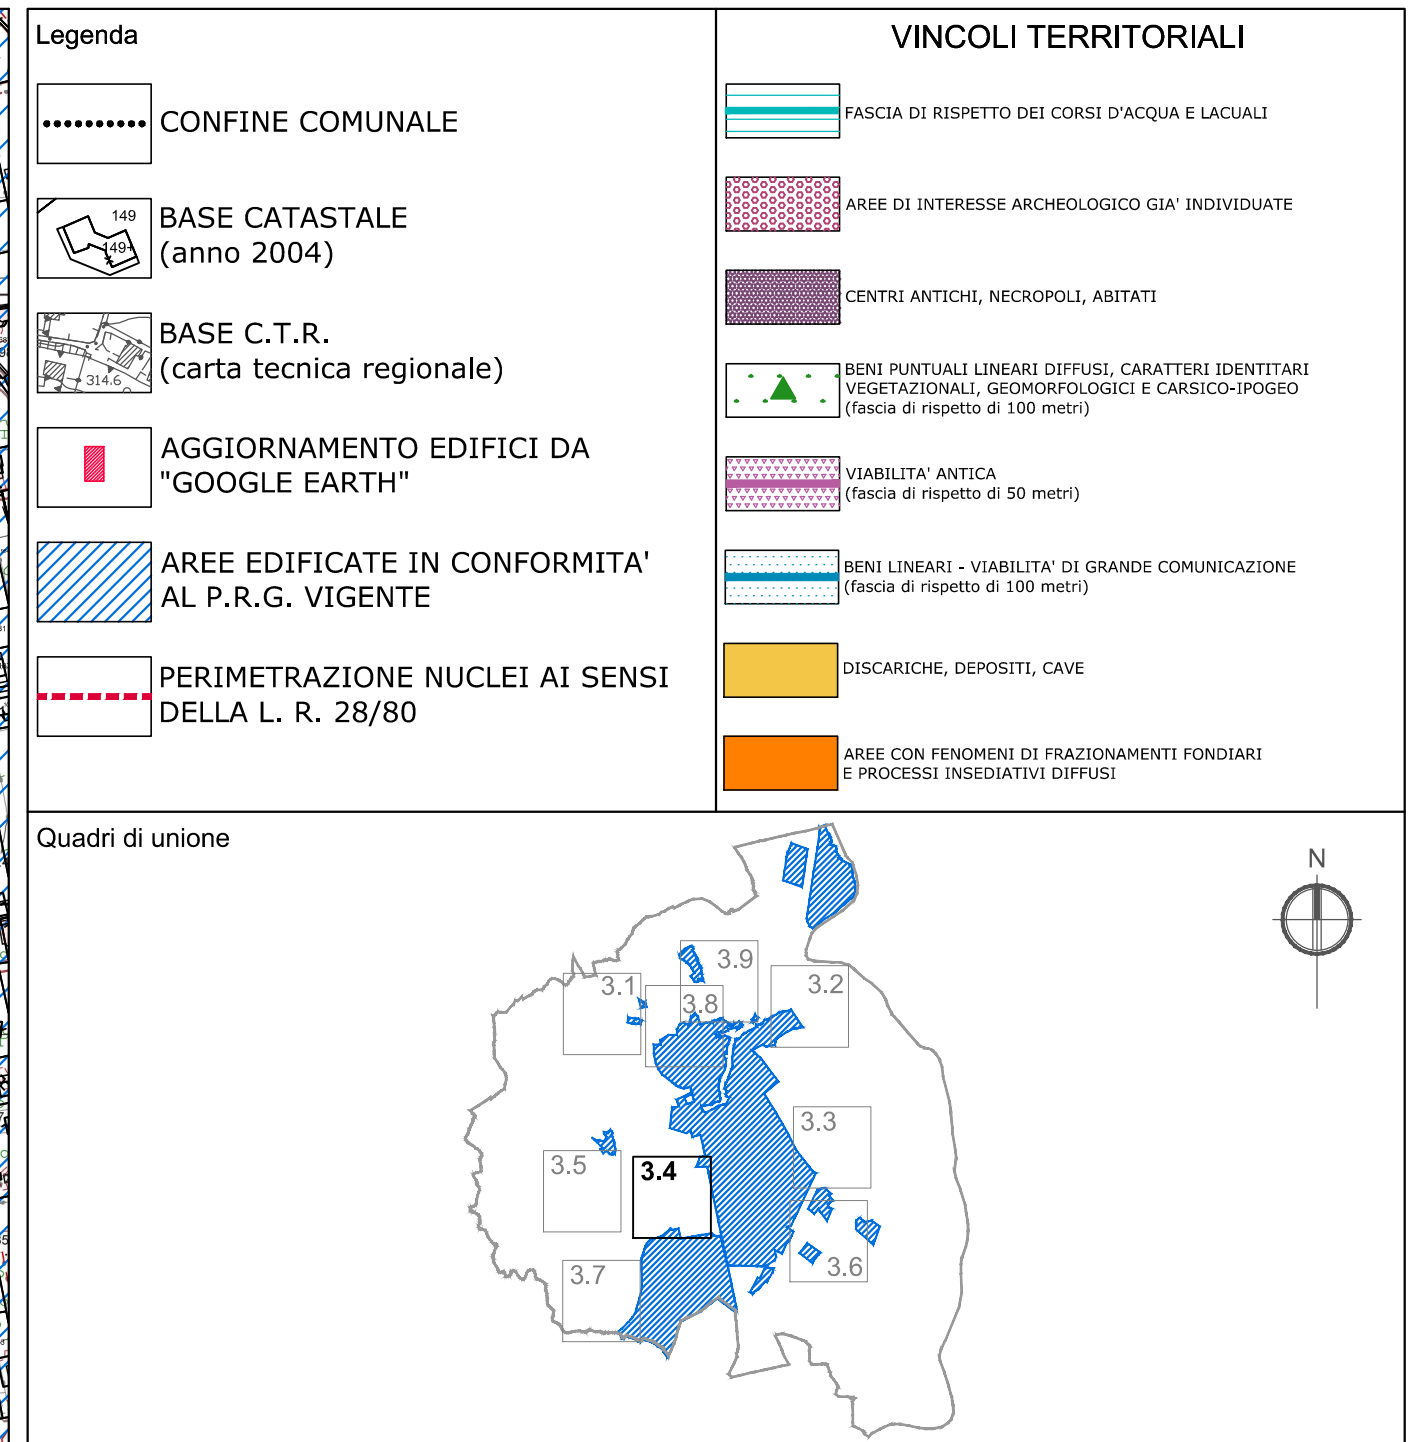 Legenda
CONFINE COMUNALE
149
149+
BASE CATASTALE
(anno 2004)
314.6
BASE C.T.R.
(carta tecnica regionale)
AGGIORNAMENTO EDIFICI DA
"GOOGLE EARTH"
AREE EDIFICATE IN CONFORMITA'
AL P.R.G. VIGENTE
PERIMETRAZIONE NUCLEI AI SENSI
DELLA L. R. 28/80
VINCOLI TERRITORIALI
FASCIA DI RISPETTO DEI CORSI D'ACQUA E LACUALI
AREE DI INTERESSE ARCHEOLOGICO GIA' INDIVIDUATE
CENTRI ANTICHI, NECROPOLI, ABITATI
BENI PUNTUALI LINEARI DIFFUSI, CARATTERI IDENTITARI
VEGETAZIONALI, GEOMORFOLOGICI E CARSICO-IPOGEO
(fascia di rispetto di 100 metri)
VIABILITA' ANTICA
(fascia di rispetto di 50 metri)
BENI LINEARI - VIABILITA' DI GRANDE COMUNICAZIONE
(fascia di rispetto di 100 metri)
DISCARICHE, DEPOSITI, CAVE
AREE CON FENOMENI DI FRAZIONAMENTI FONDIARI
E PROCESSI INSEDIATIVI DIFFUSI
Quadri di unione
N
3.9
3.1
3.8
3.2
3.3
3.5
3.4
3.6
3.7